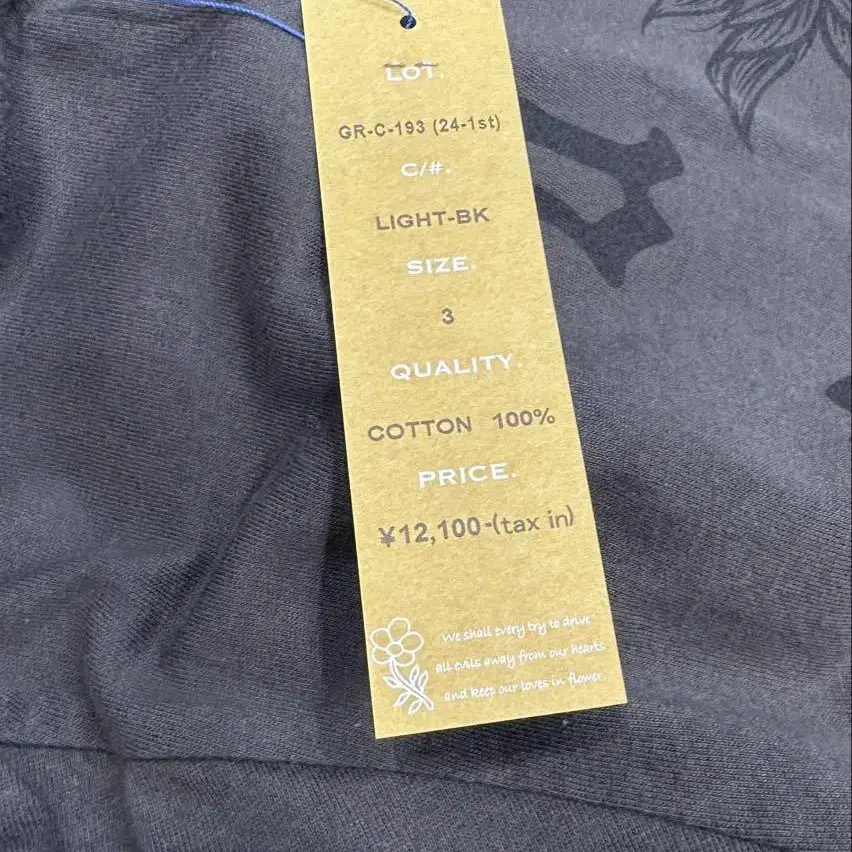 LOT.
GR-C-193 (24-1st)
C/#.
LIGHT-BK
SIZE.
3
QUALITY.
COTTON 100%
PRICE.
¥12,100-(tax in)
We shall every try to drive
all evils away from our hearts
and keep our loves in flower.